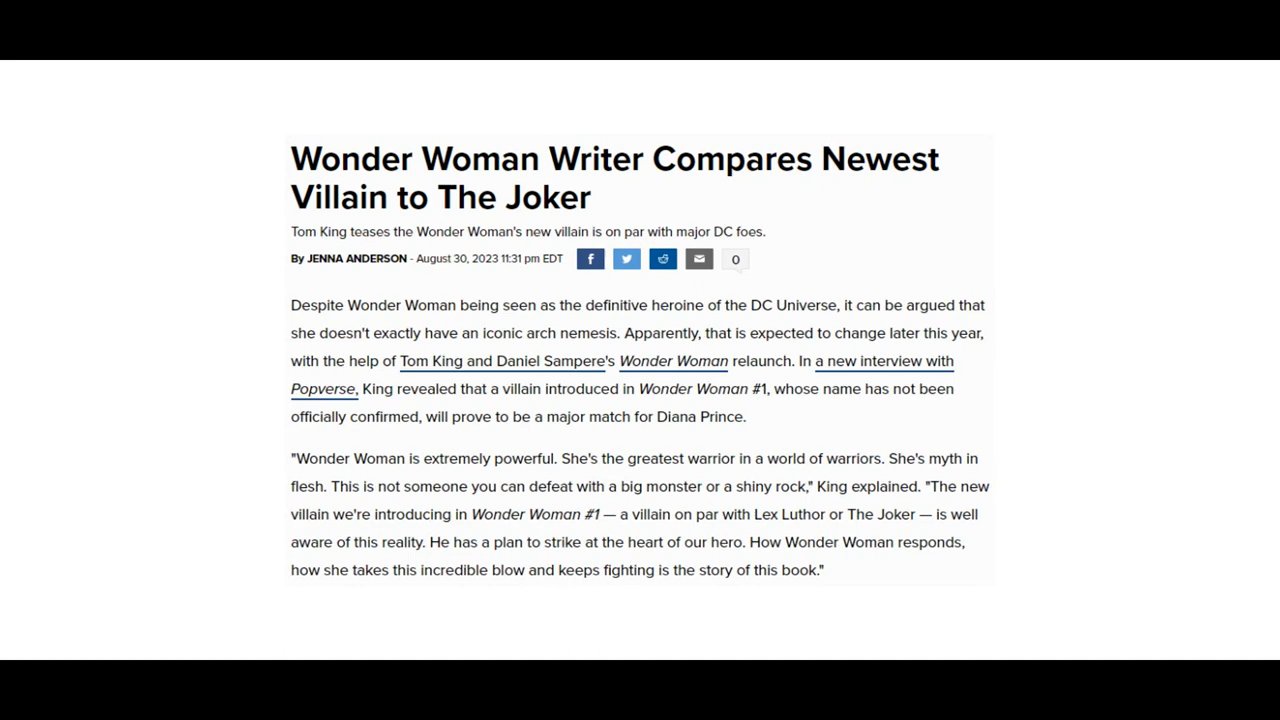 Wonder Woman Writer Compares Newest
Villain to The Joker
Tom King teases the Wonder Woman's new villain is on par with major DC foes.
By JENNA ANDERSON - August 30, 2023 11:31 pm EDT f 0
Despite Wonder Woman being seen as the definitive heroine of the DC Universe, it can be argued that
she doesn't exactly have an iconic arch nemesis. Apparently, that is expected to change later this year,
with the help of Tom King and Daniel Sampere's Wonder Woman relaunch. In a new interview with
Popverse, King revealed that a villain introduced in Wonder Woman #1, whose name has not been
officially confirmed, will prove to be a major match for Diana Prince.
"Wonder Woman is extremely powerful. She's the greatest warrior in a world of warriors. She's myth in
flesh. This is not someone you can defeat with a big monster or a shiny rock," King explained. "The new
villain we're introducing in Wonder Woman #1 — a villain on par with Lex Luthor or The Joker — is well
aware of this reality. He has a plan to strike at the heart of our hero. How Wonder Woman responds,
how she takes this incredible blow and keeps fighting is the story of this book."